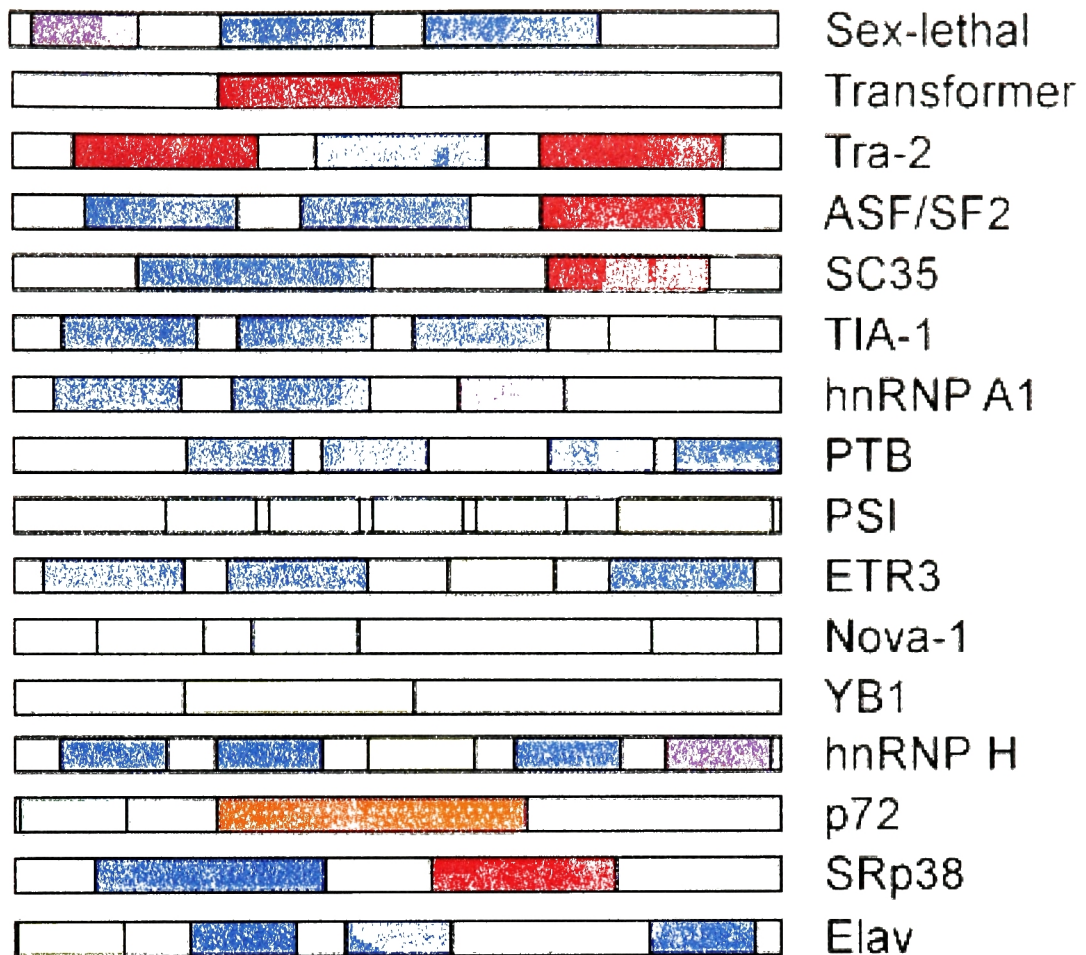 Sex-lethal
Transformer
Tra-2
ASF/SF2
SC35
TIA-1
hnRNP A1
PTB
PSI
ETR3
Nova-1
YB1
hnRNP H
p72
SRp38
Elav